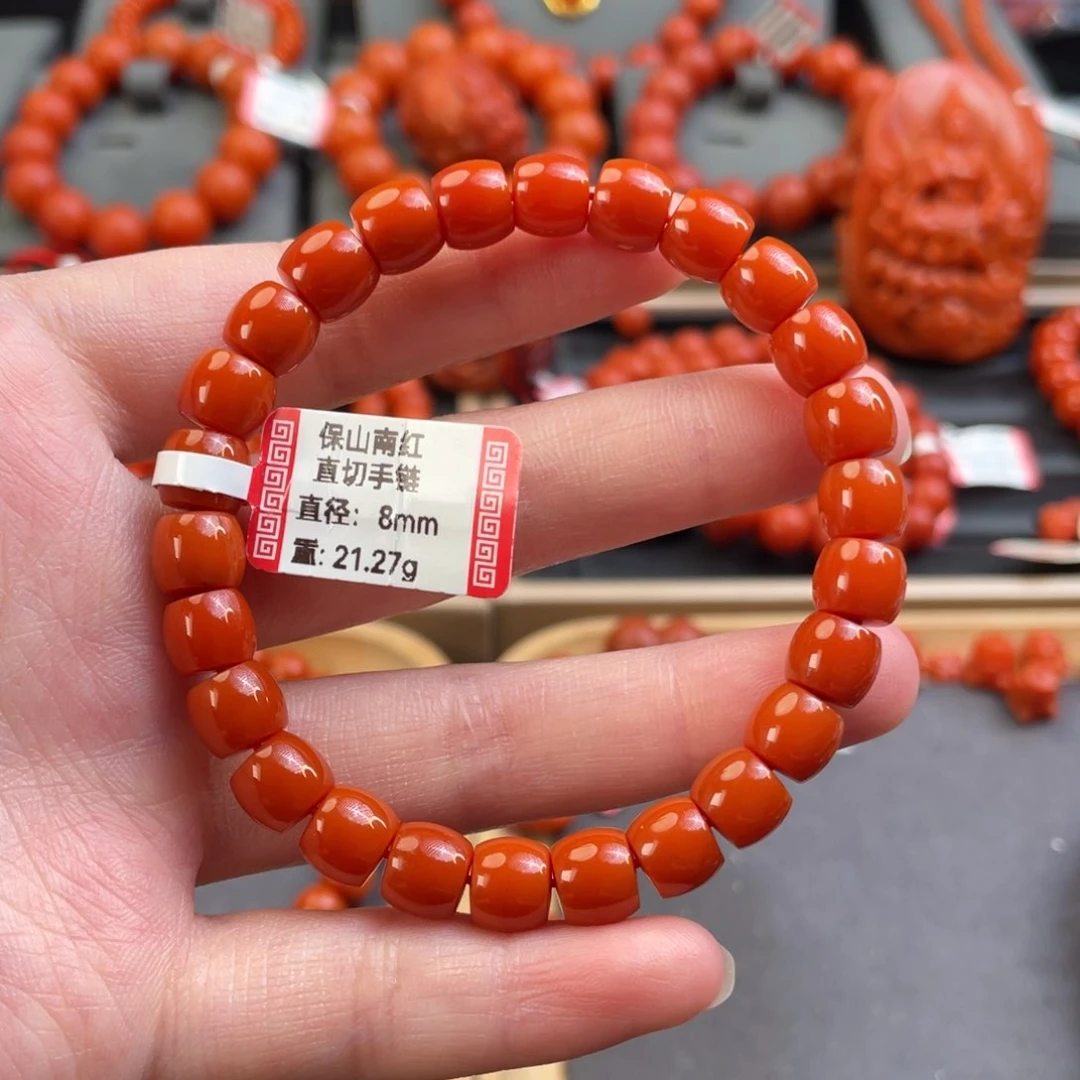 保山南红
直切手链
直径：8mm
重：21.27g